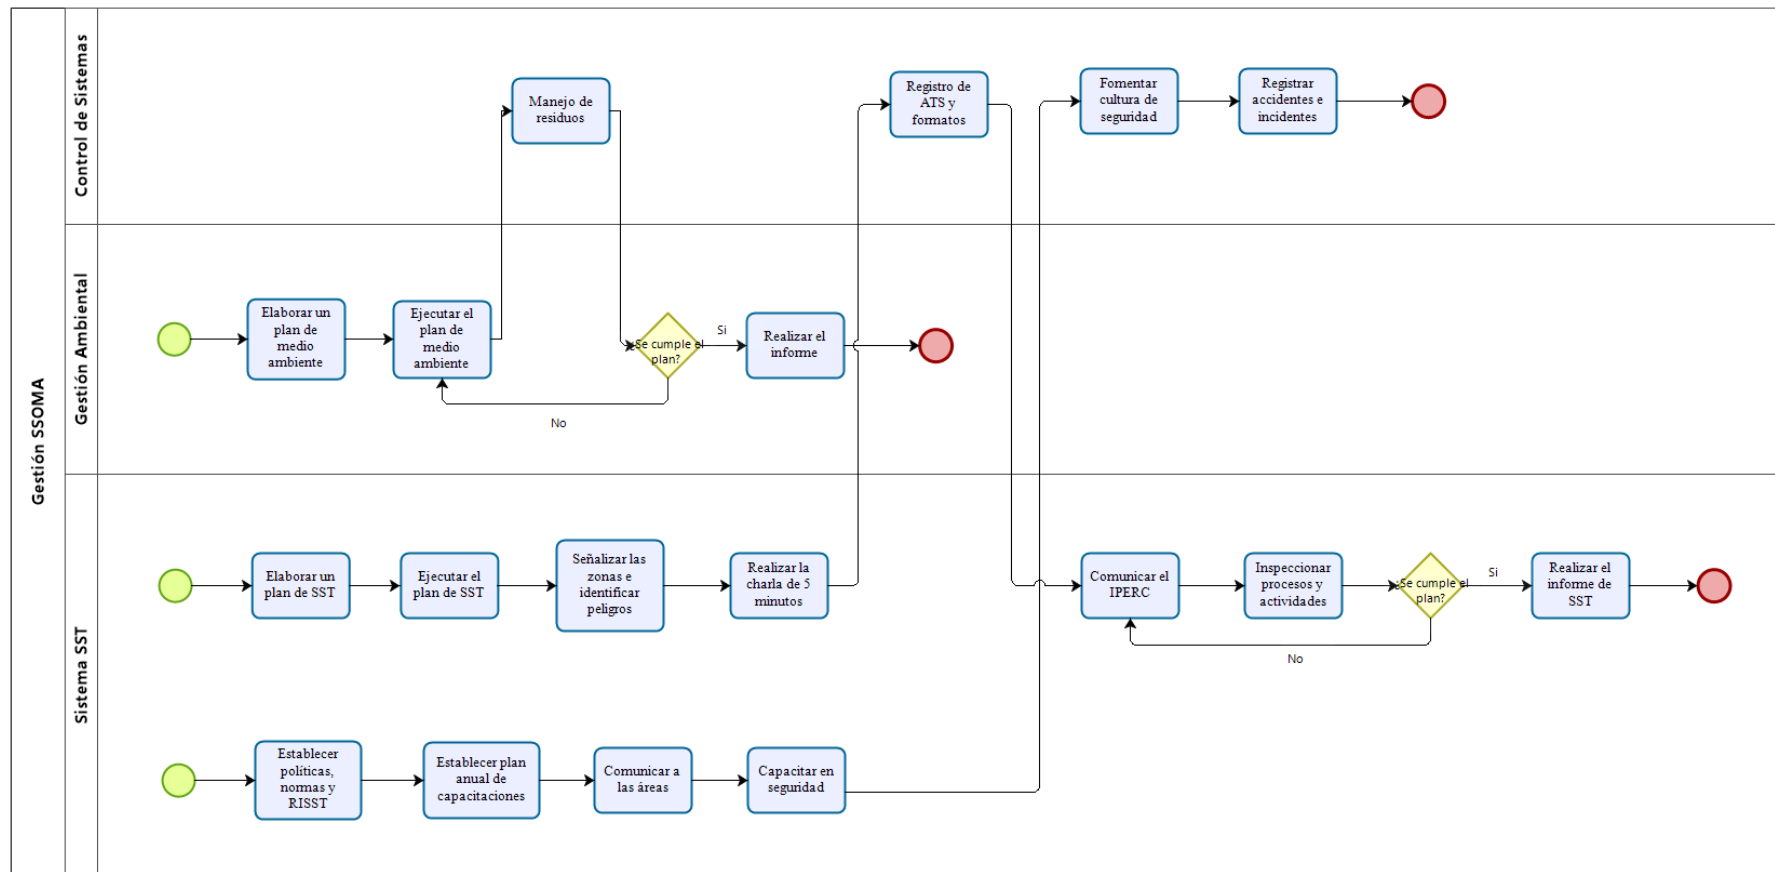 Gestión SSOMA
Control de Sistemas
Manejo de
residuos
Registro de
ATS y
formatos
Fomentar
cultura de
seguridad
Registrar
accidentes e
incidentes
Gestión Ambiental
Elaborar un
plan de
medio
ambiente
Ejecutar el
plan de
medio
ambiente
¿Se cumple el
plan?
Si
No
Realizar el
informe
Sistema SST
Elaborar un
plan de SST
Ejecutar el
plan de SST
Señalizar las
zonas e
identificar
peligros
Realizar la
charla de 5
minutos
Comunicar el
IPERC
Inspeccionar
procesos y
actividades
¿Se cumple el
plan?
Si
No
Realizar el
informe de
SST
Establecer
políticas,
normas y
RISST
Establecer plan
anual de
capacitaciones
Comunicar a
las áreas
Capacitar en
seguridad